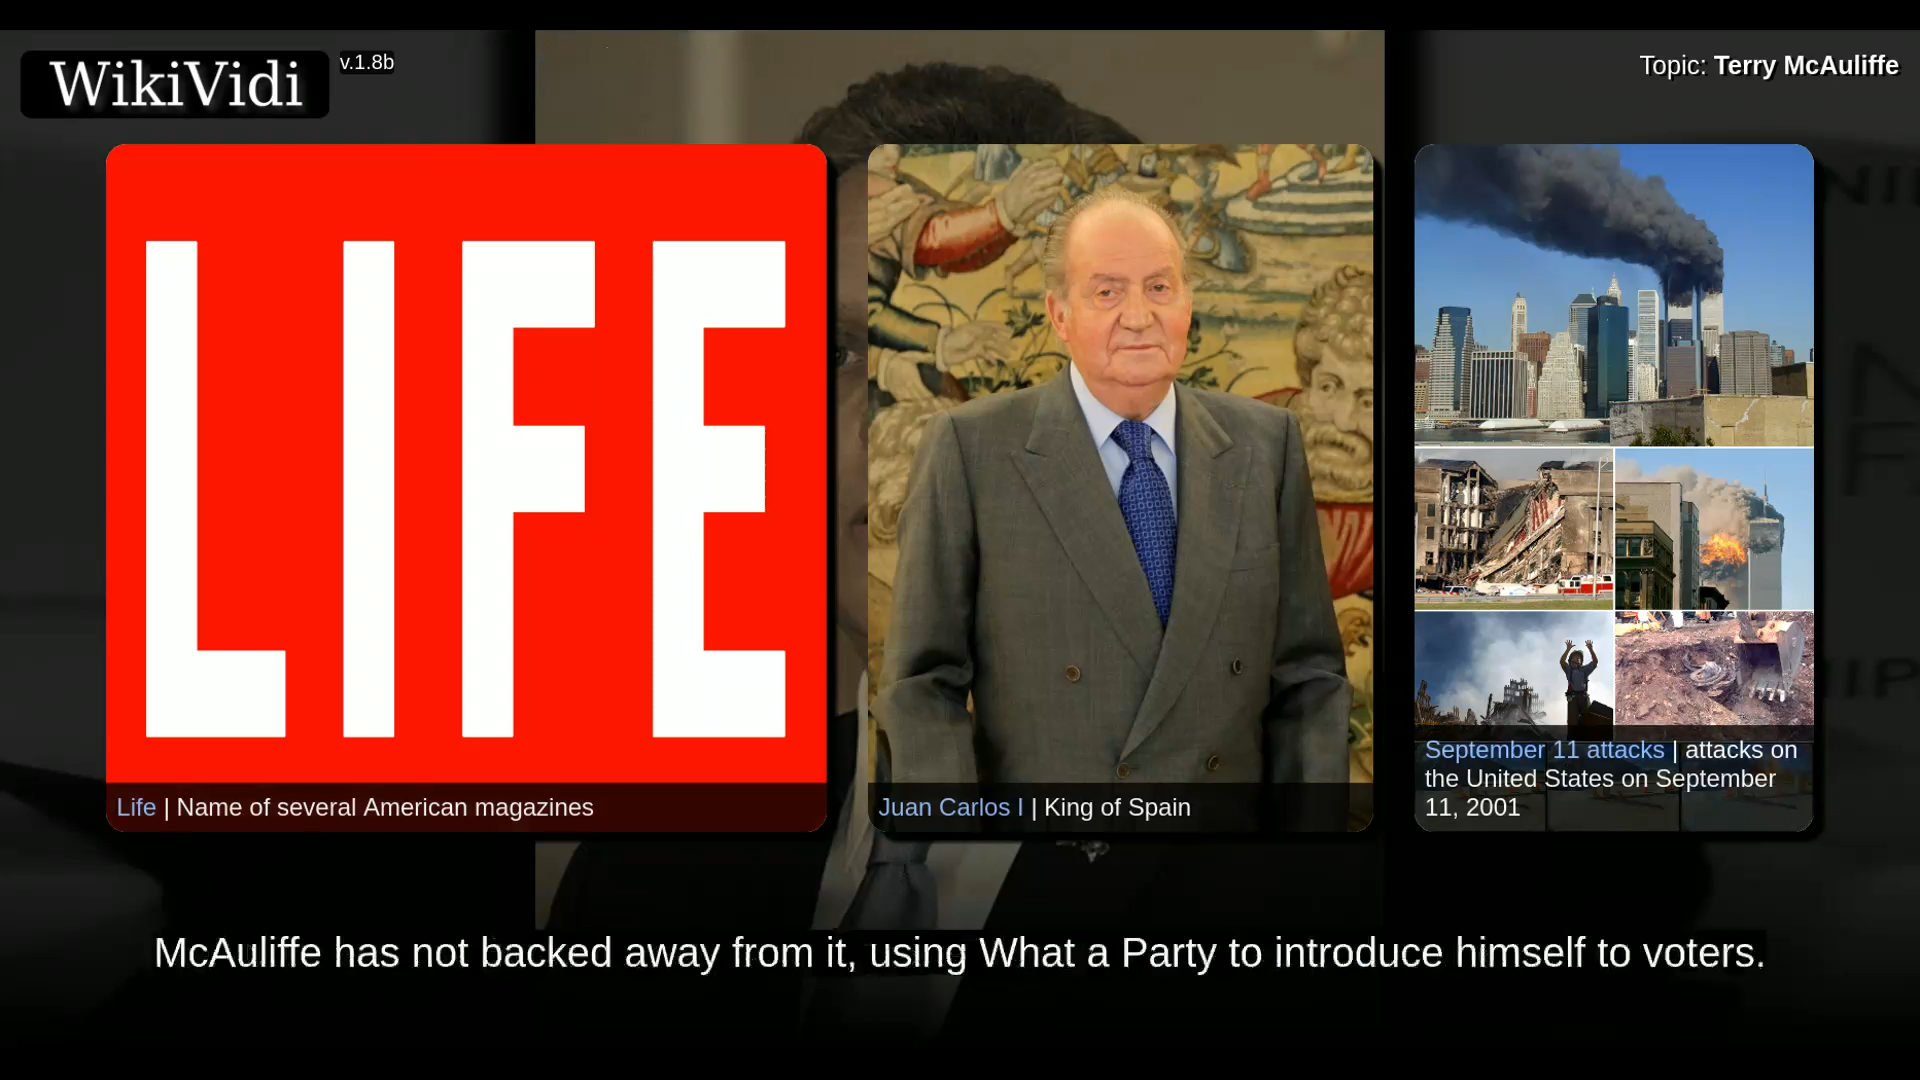 WikiVidi
v.1.8b
Topic: Terry McAuliffe
LIFE
Life | Name of several American magazines
Juan Carlos I | King of Spain
September 11 attacks | attacks on
the United States on September
11, 2001
McAuliffe has not backed away from it, using What a Party to introduce himself to voters.